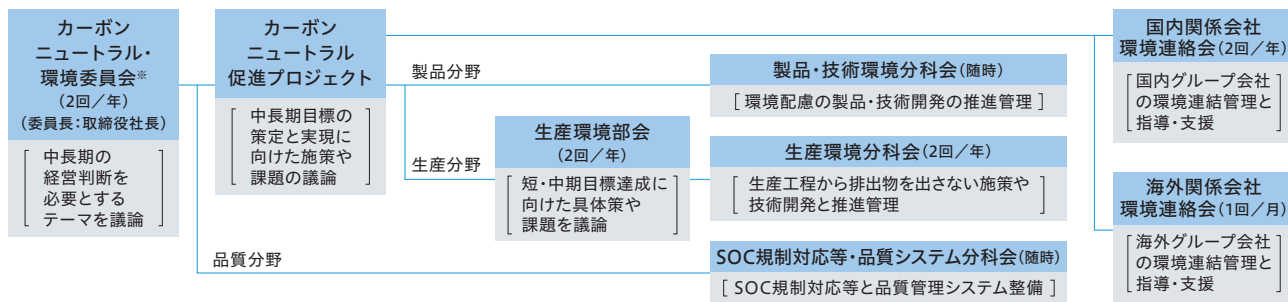 カーボン
ニュートラル・
環境委員会※
(2回/年)
(委員長:取締役社長)
中長期の
経営判断を
必要とする
テーマを議論
カーボン
ニュートラル
促進プロジェクト
中長期目標の
策定と実現に
向けた施策や
課題の議論
製品分野
生産分野
品質分野
生産環境部会
(2回/年)
短・中期目標達成に
向けた具体策や
課題を議論
製品・技術環境分科会(随時)
[ 環境配慮の製品・技術開発の推進管理 ]
生産環境分科会(2回/年)
生産工程から排出物を出さない施策や
技術開発と推進管理
SOC規制対応等・品質システム分科会(随時)
[ SOC規制対応等と品質管理システム整備 ]
国内関係会社
環境連絡会(2回/年)
国内グループ会社
の環境連結管理と
指導・支援
海外関係会社
環境連絡会(1回/月)
海外グループ会社
の環境連結管理と
指導・支援